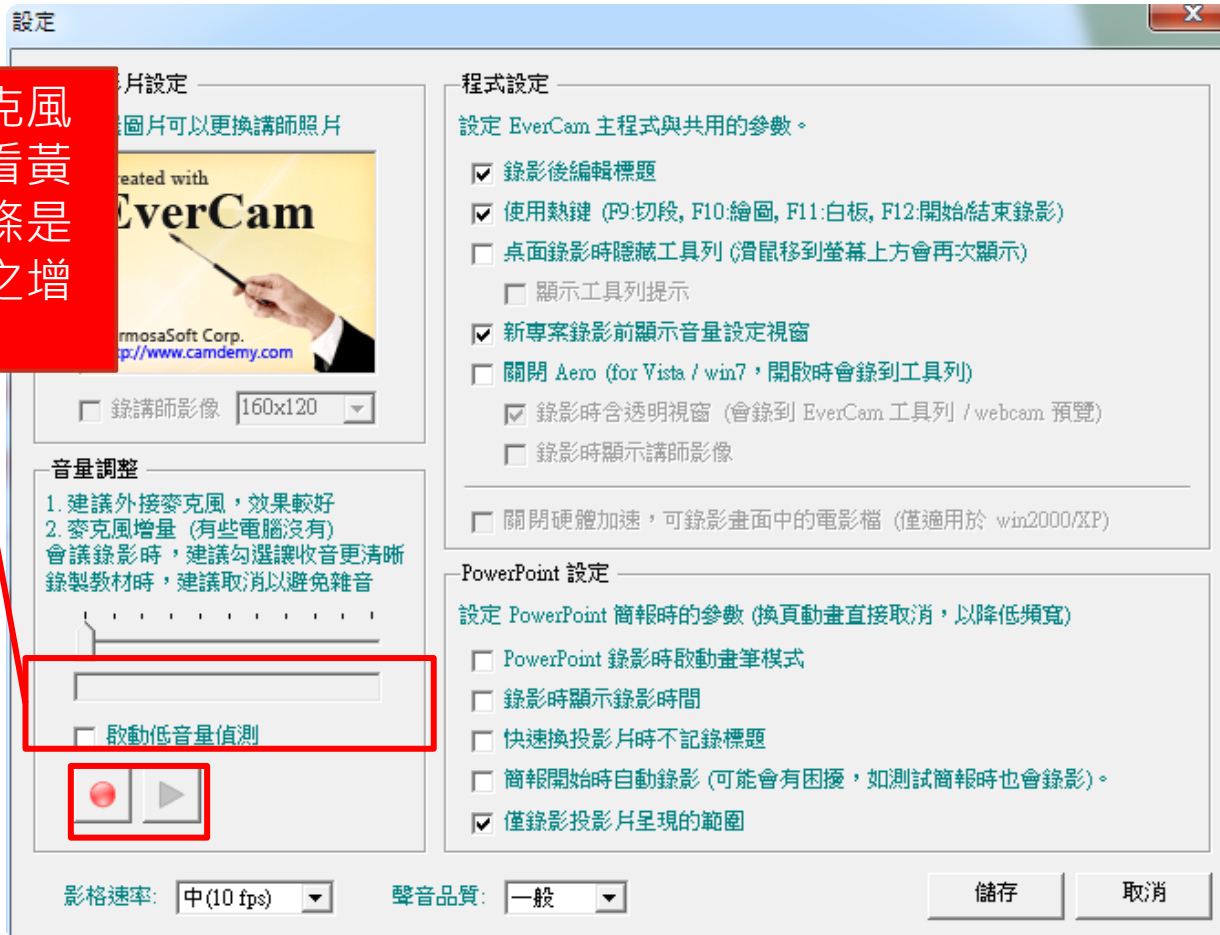 設定
片設定
圖片可以更換講師照片
克風
看黃
條是
之增
eated with
EverCam
rmosaSoft Corp.
tp://www.camdemy.com
錄講師影像 160x120
音量調整
1. 建議外接麥克風，效果較好
2. 麥克風增量 (有些電腦沒有)
會議錄影時，建議勾選讓收音更清晰
錄製教材時，建議取消以避免雜音
啟動低音量偵測
程式設定
設定 EverCam 主程式與共用的參數。
錄影後編輯標題
使用熱鍵 (F9:切段, F10:繪圖, F11:白板, F12:開始/結束錄影)
桌面錄影時隱藏工具列 (滑鼠移到螢幕上方會再次顯示)
顯示工具列提示
新專案錄影前顯示音量設定視窗
關閉 Aero (for Vista / win7，開啟時會錄到工具列)
錄影時含透明視窗 (會錄到 EverCam 工具列 / webcam 預覽)
錄影時顯示講師影像
關閉硬體加速，可錄影畫面中的電影檔 (僅適用於 win2000/XP)
PowerPoint 設定
設定 PowerPoint 簡報時的參數 (換頁動畫直接取消，以降低頻寬)
PowerPoint 錄影時啟動畫筆模式
錄影時顯示錄影時間
快速換投影片時不記錄標題
簡報開始時自動錄影 (可能會有困擾，如測試簡報時也會錄影)。
僅錄影投影片呈現的範圍
影格速率: 中(10 fps) 聲音品質: 一般 儲存 取消